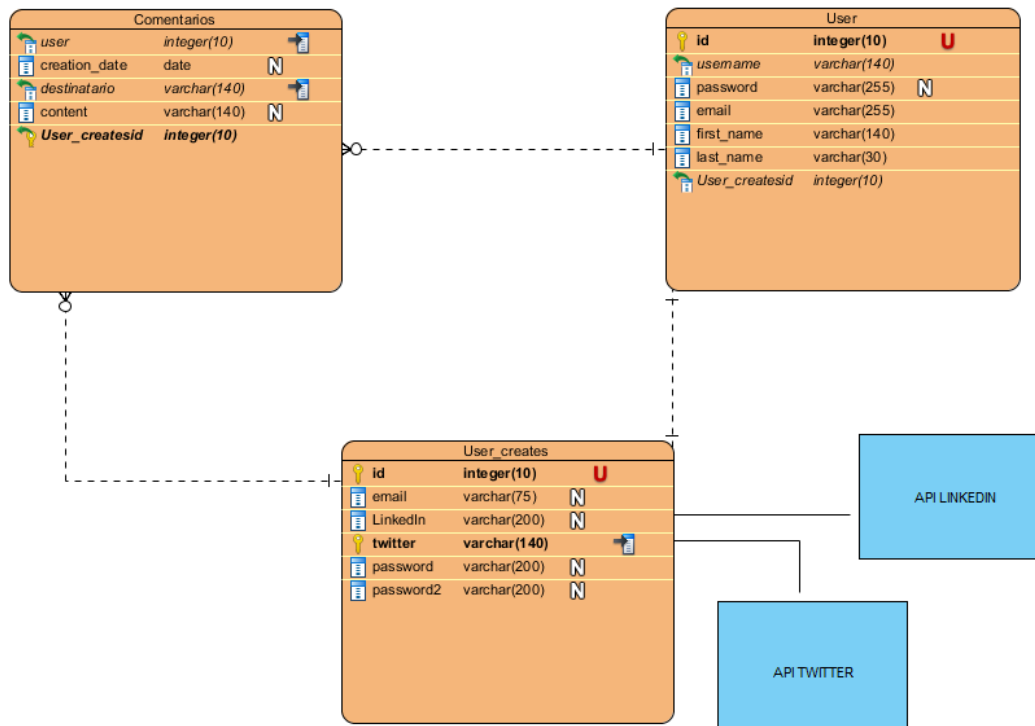 Comentarios
user integer(10)
creation_date date N
destinatario varchar(140)
content varchar(140) N
User_createsid integer(10)
User
id integer(10) U
username varchar(140)
password varchar(255) N
email varchar(255)
first_name varchar(140)
last_name varchar(30)
User_createsid integer(10)
User_creates
id integer(10) U
email varchar(75) N
LinkedIn varchar(200) N
twitter varchar(140)
password varchar(200) N
password2 varchar(200) N
API LINKEDIN
API TWITTER